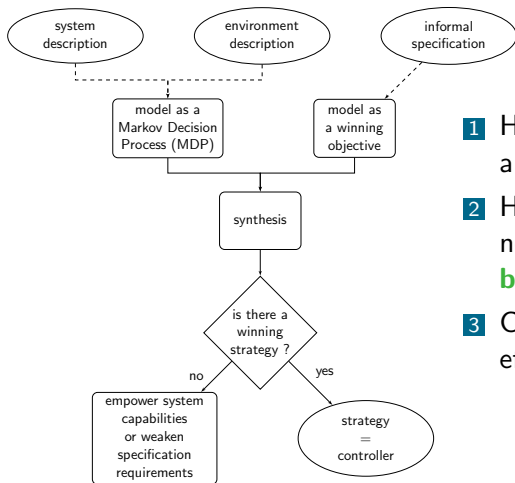 system
description
environment
description
informal
specification
model as a
Markov Decision
Process (MDP)
model as
a winning
objective
synthesis
is there a
winning
strategy ?
no
yes
empower system
capabilities
or weaken
specification
requirements
strategy
=
controller
1 H
a
2 H
n
b
3
e